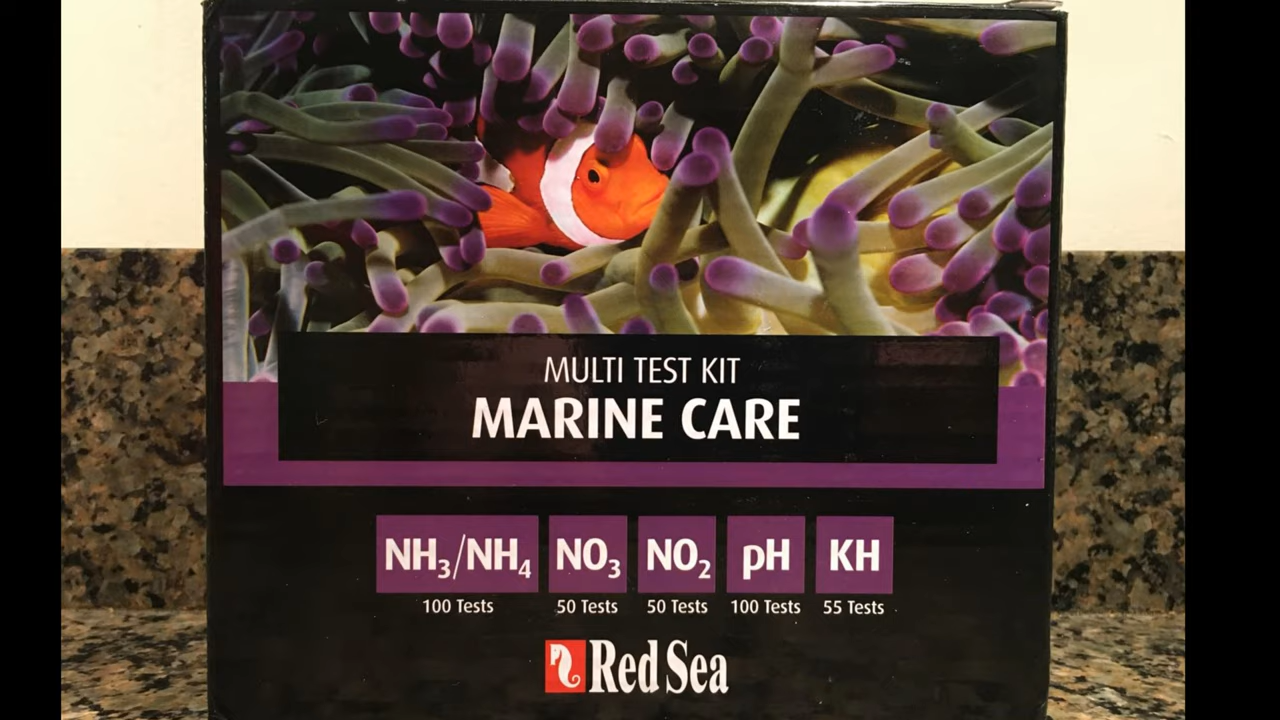 MULTI TEST KIT
MARINE CARE
NH₃/NH₄ NO₃ NO₂ pH KH
100 Tests 50 Tests 50 Tests 100 Tests 55 Tests
Red Sea